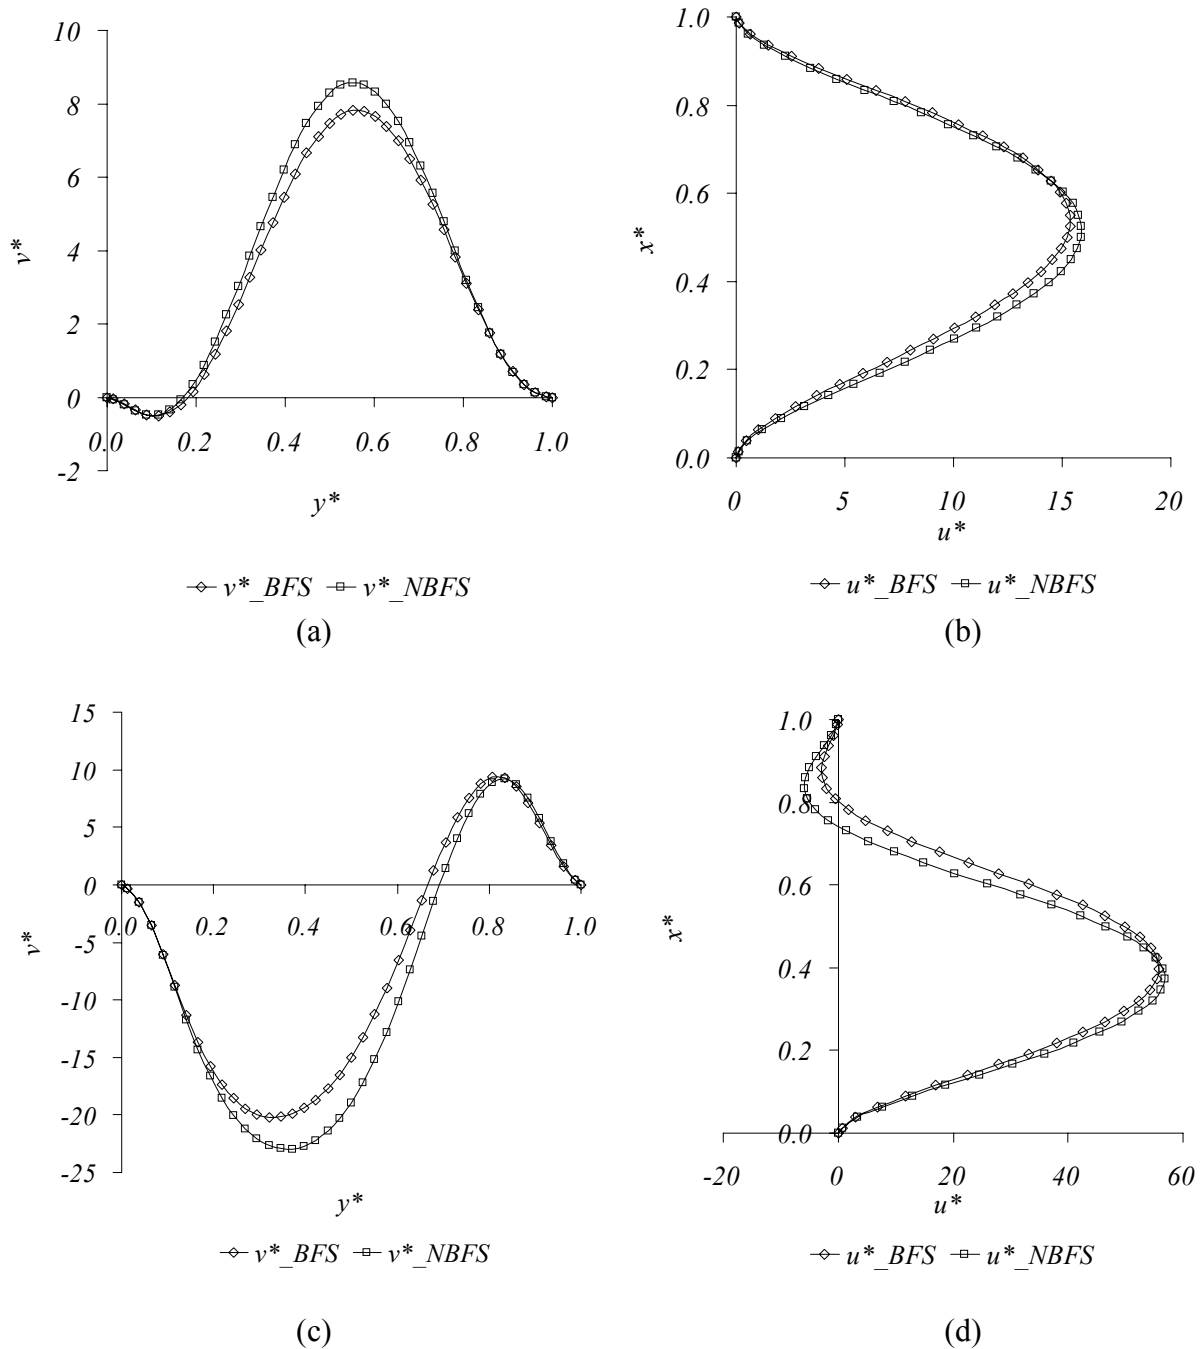 10
8
6
4
2
0
-2
v*
0.0 0.2 0.4 0.6 0.8 1.0
y*
v*_BFS v*_NBFS
(a)
1.0
0.8
0.6
0.4
0.2
0.0
x*
0 5 10 15 20
u*
u*_BFS u*_NBFS
(b)
15
10
5
0
-5
-10
-15
-20
-25
v*
0.0 0.2 0.4 0.6 0.8 1.0
y*
v*_BFS v*_NBFS
(c)
1.0
0.8
0.6
0.4
0.2
0.0
x*
-20 0 20 40 60
u*
u*_BFS u*_NBFS
(d)